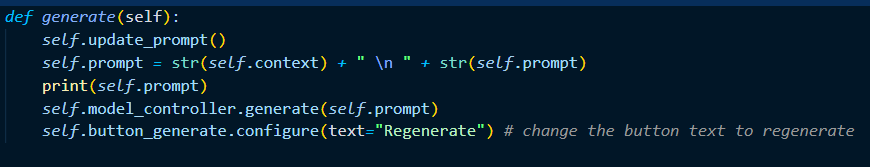 def generate(self):
self.update_prompt()
self.prompt = str(self.context) + " \n " + str(self.prompt)
print(self.prompt)
self.model_controller.generate(self.prompt)
self.button_generate.configure(text="Regenerate") # change the button text to regenerate